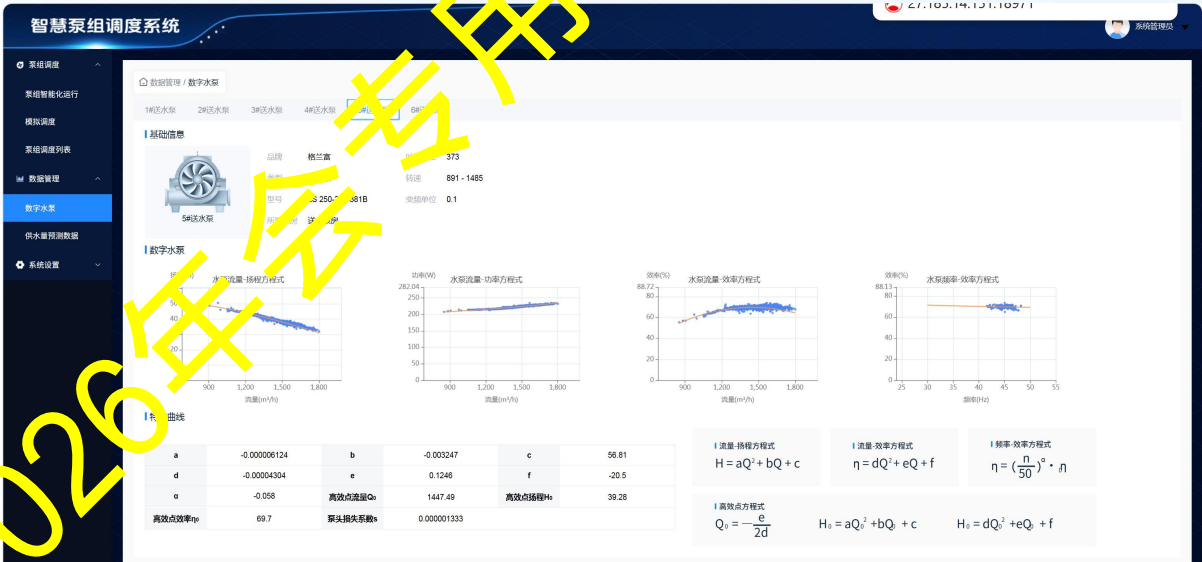 27.185.14.151:18971
智慧泵组调度系统
系统管理员
泵组调度
泵组智能化运行
模拟调度
泵组调度列表
数据管理
数字水泵
供水量预测数据
系统设置
数据管理 / 数字水泵
1#送水泵 2#送水泵 3#送水泵 4#送水泵
基础信息
品牌 格兰富 373
转速 891 - 1485
型号 变频单位 0.1
5#送水泵
数字水泵
水泵流量-扬程方程式
900 1,200 1,500 1,800
流量(m³/h)
功率(W) 水泵流量-功率方程式
282.04
250
200
150
100
50
0
900 1,200 1,500 1,800
流量(m³/h)
效率(%) 水泵流量-效率方程式
88.72
80
60
40
20
0
900 1,200 1,500 1,800
流量(m³/h)
效率(%) 水泵频率-效率方程式
88.13
80
60
40
20
0
25 30 35 40 45 50 55
频率(Hz)
曲线
a -0.000006124 b -0.003247 c 56.81
d -0.00004304 e 0.1246 f -20.5
α -0.058 高效点流量Q₀ 1447.49 高效点扬程H₀ 39.28
高效点效率η₀ 69.7 泵头损失系数s 0.000001333
流量-扬程方程式
H = aQ² + bQ + c
流量-效率方程式
η = dQ² + eQ + f
频率-效率方程式
η = (n/50)^α · η
高效点方程式
Q₀ = — e/2d H₀ = aQ₀² +bQ₀ + c H₀ = dQ₀² +eQ₀ + f
026年会专用